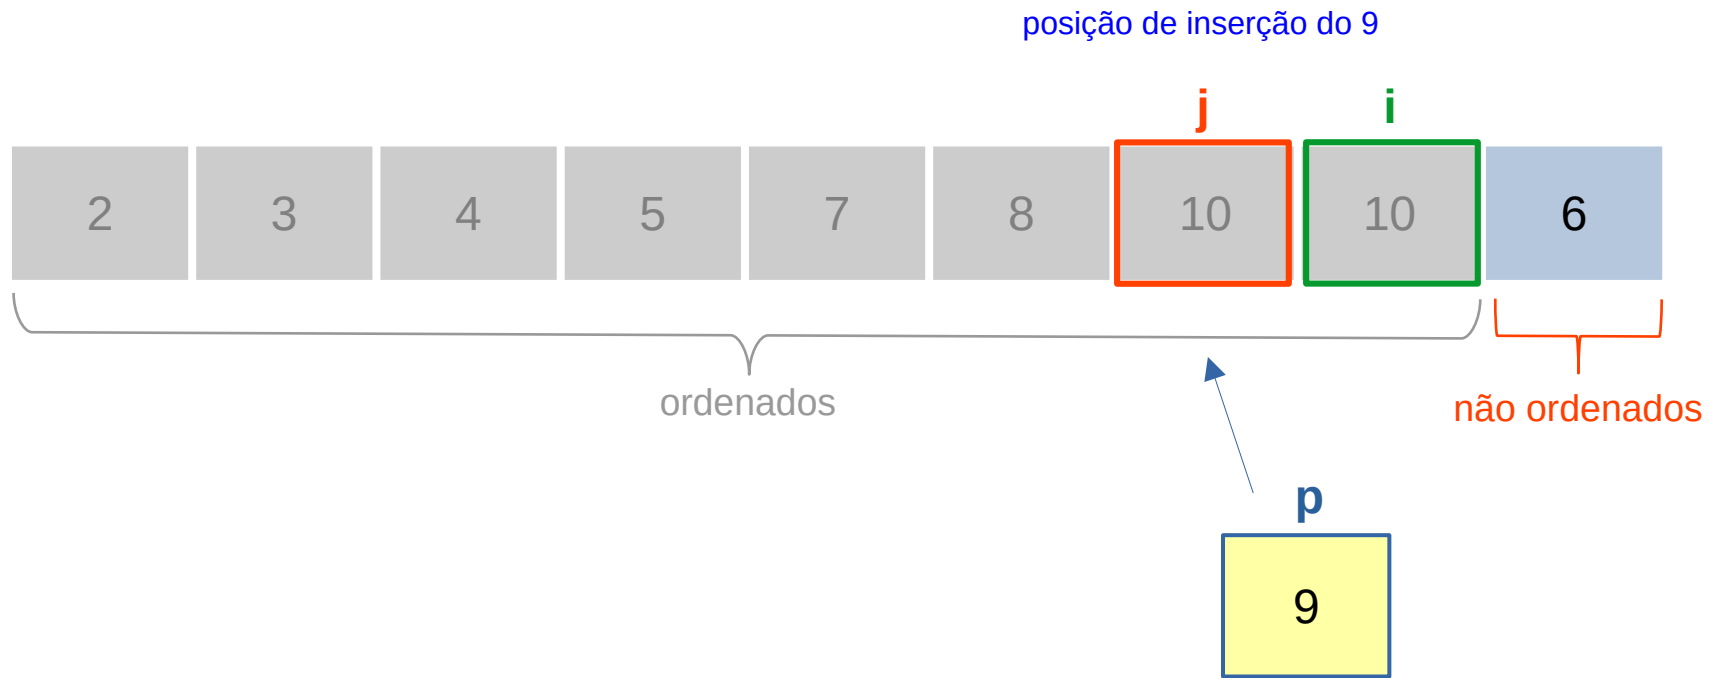 posição de inserção do 9
j i
2 3 4 5 7 8 10 10 6
ordenados
não ordenados
p
9